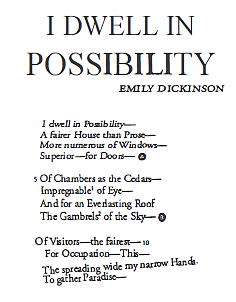 I DWELL IN
POSSIBILITY
EMILY DICKINSON
I dwell in Possibility—
A fairer House than Prose—
More numerous of Windows—
Superior—for Doors—
5 Of Chambers as the Cedars—
Impregnable¹ of Eye—
And for an Everlasting Roof
The Gambrels² of the Sky—
Of Visitors—the fairest— 10
For Occupation—This—
The spreading wide my narrow Hands.
To gather Paradise—